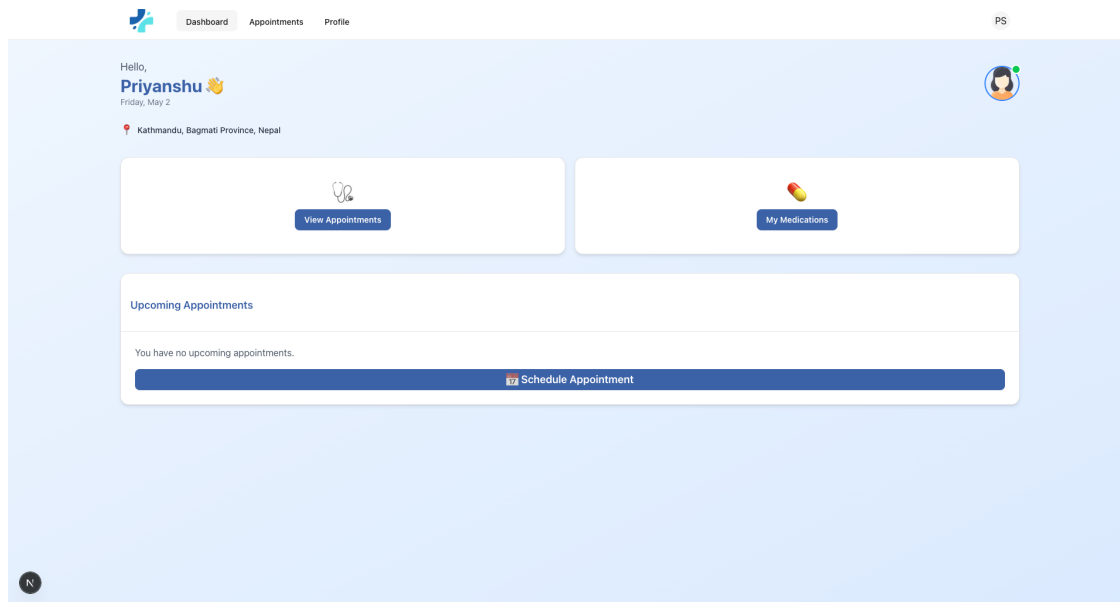 Dashboard Appointments Profile PS
Hello,
Priyanshu 👋
Friday, May 2
📍 Kathmandu, Bagmati Province, Nepal
View Appointments
My Medications
Upcoming Appointments
You have no upcoming appointments.
📅 Schedule Appointment
N